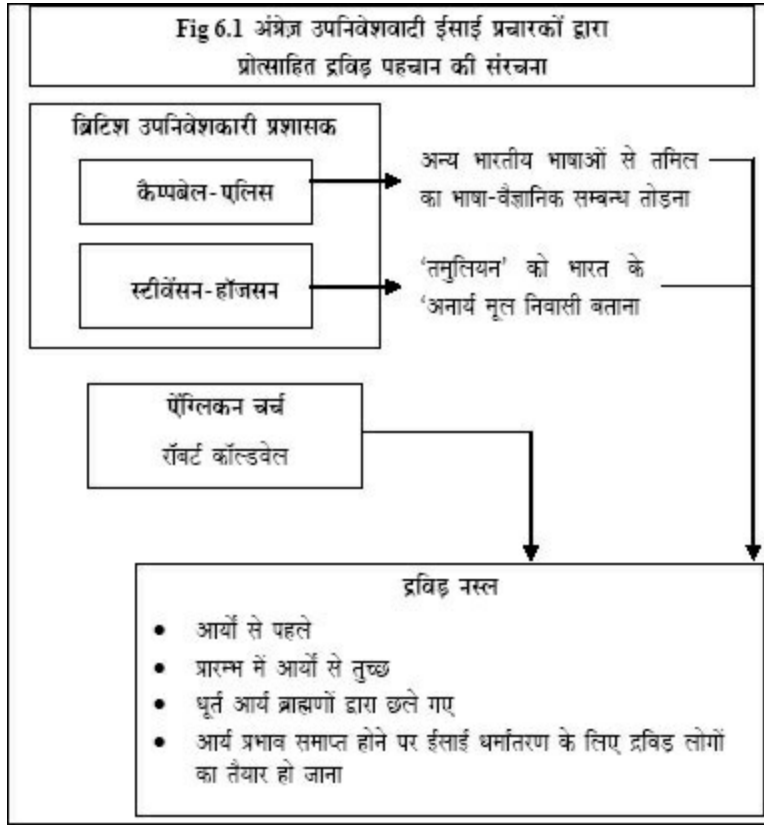 Fig 6.1 अंग्रेज़ उपनिवेशवादी ईसाई प्रचारकों द्वारा
प्रोत्साहित द्रविड़ पहचान की संरचना
ब्रिटिश उपनिवेशकारी प्रशासक
कैम्पबेल-एलिस
अन्य भारतीय भाषाओं से तमिल
का भाषा-वैज्ञानिक सम्बन्ध तोड़ना
स्टीवेंसन-हॉजसन
‘तमुलियन’ को भारत के
‘अनार्य मूल निवासी बताना
ऐंग्लिकन चर्च
रॉबर्ट कॉल्डवेल
द्रविड़ नस्ल
• आर्यों से पहले
• प्रारम्भ में आर्यों से तुच्छ
• धूर्त आर्य ब्राह्मणों द्वारा छले गए
• आर्य प्रभाव समाप्त होने पर ईसाई धर्मांतरण के लिए द्रविड़ लोगों
का तैयार हो जाना